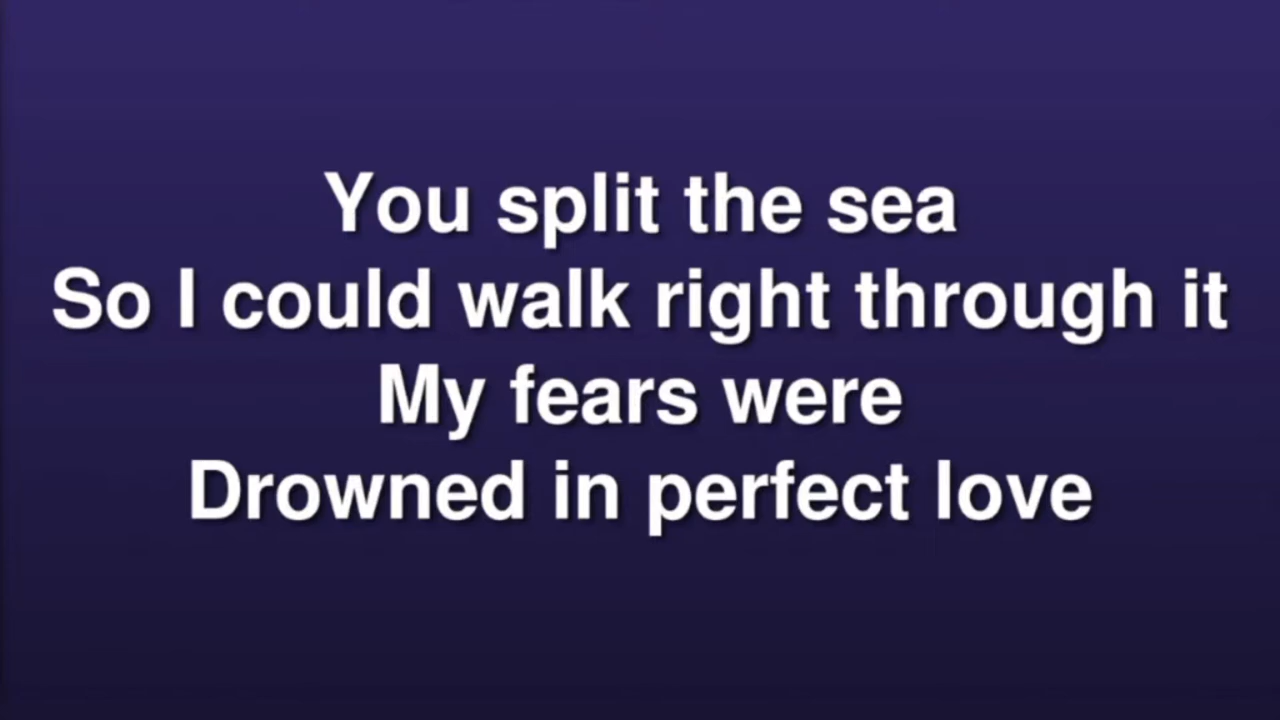 You split the sea
So I could walk right through it
My fears were
Drowned in perfect love